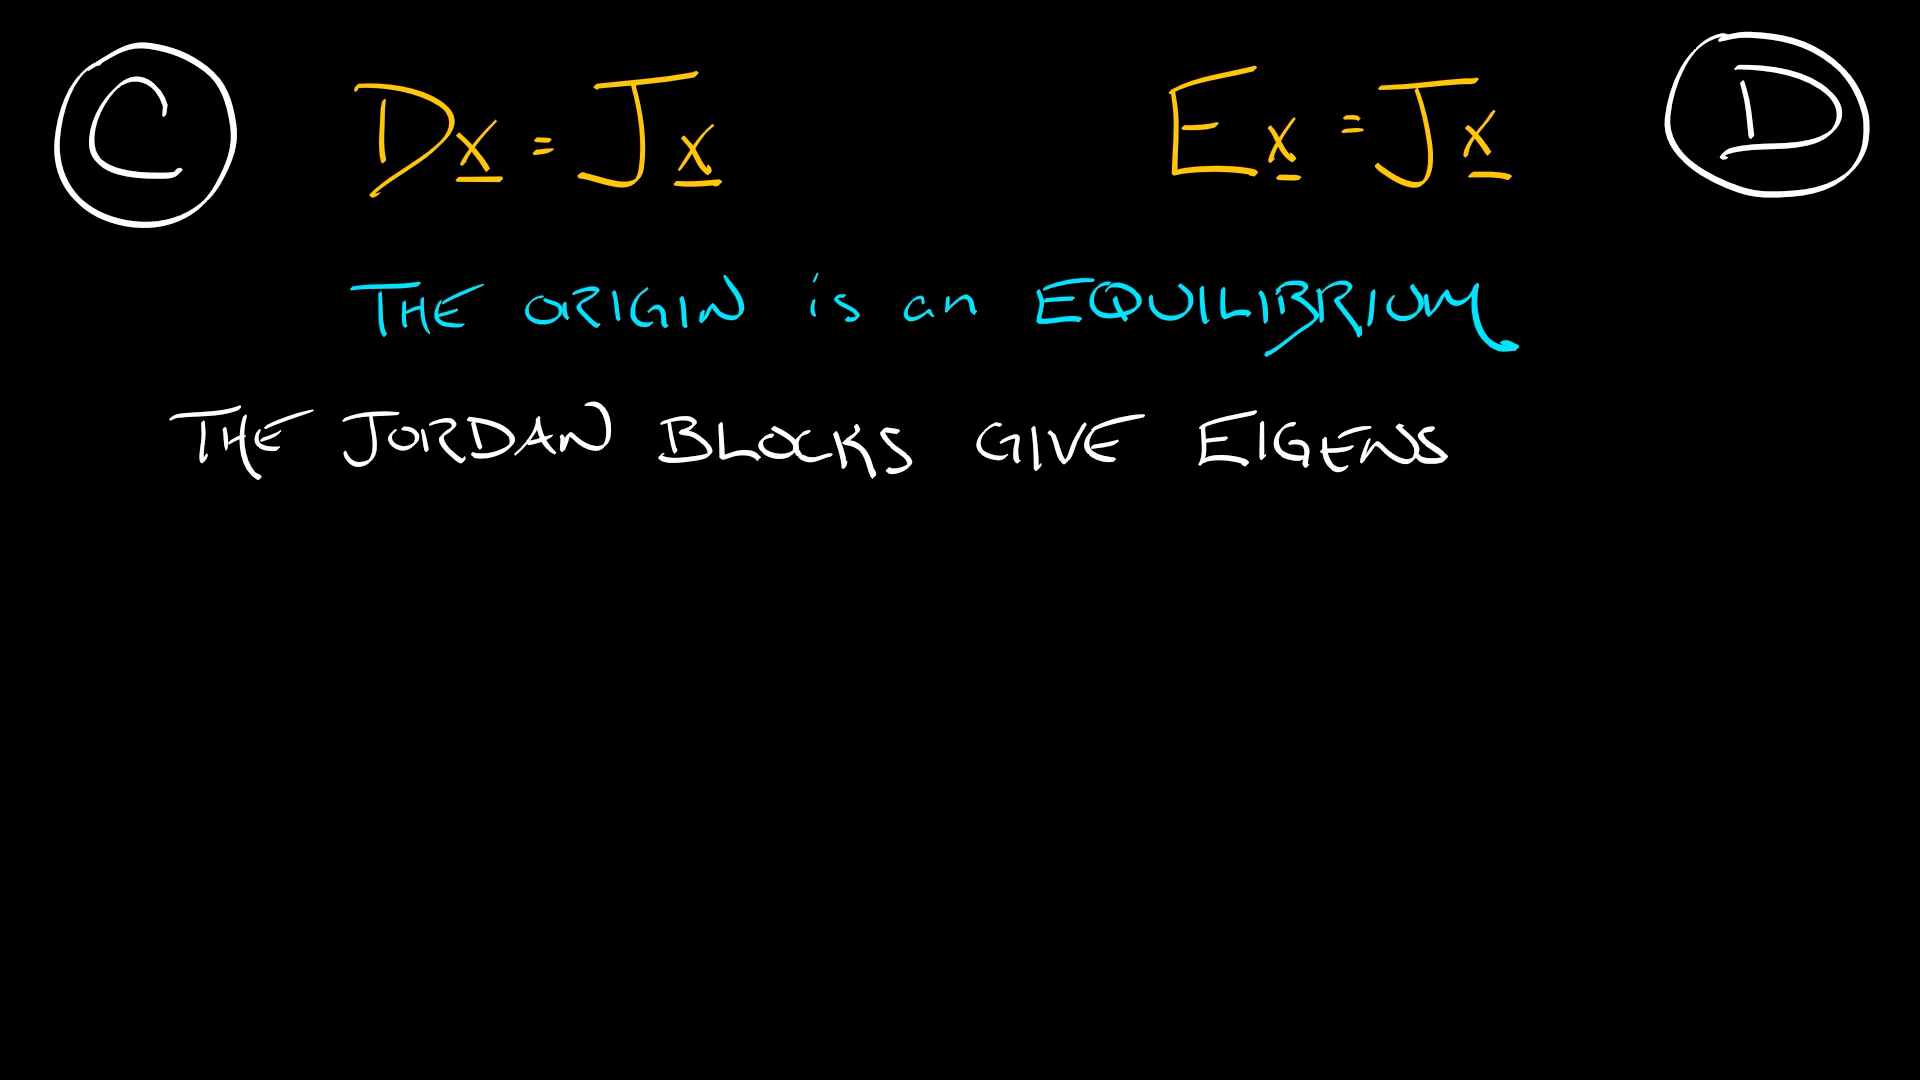 C Dx = Jx Ex = Jx D
THE ORIGIN is an EQUILIBRIUM
THE JORDAN BLOCKS GIVE EIGENS